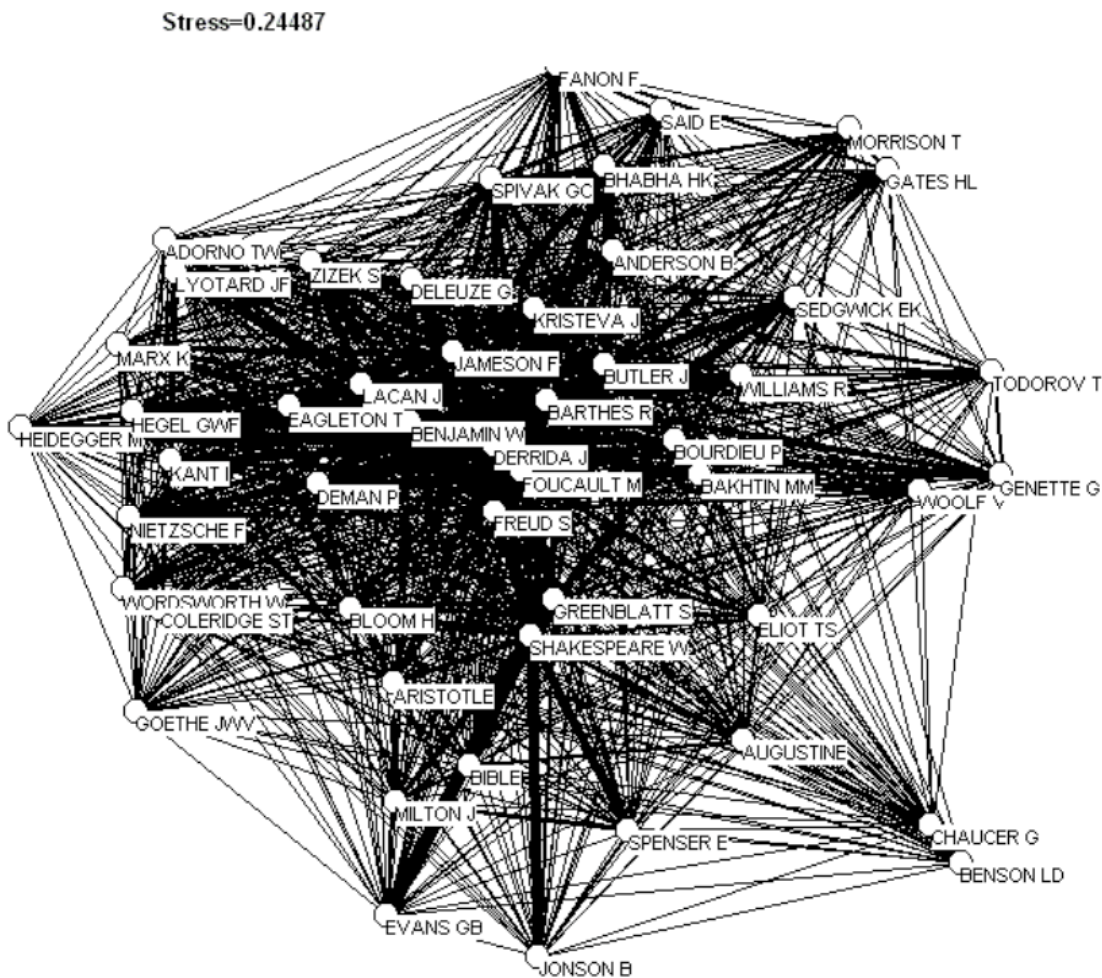 Stress=0.24487
FANON F
SAID E
MORRISON T
BHABHA HK
GATES HL
SPIVAK GC
ADORNO TW
ANDERSON B
ZIZEK S
LYOTARD JF
DELEUZE G
SEDGWICK EK
KRISTEVA J
MARX K
JAMESON F
BUTLER J
TODOROV T
WILLIAMS R
LACAN J
BARTHES R
EAGLETON T
HEGEL GWF
HEIDEGGER M
BENJAMIN W
BOURDIEU P
DERRIDA J
KANT I
FOUCAULT M
BAKHTIN MM
GENETTE G
DEMAN P
WOOLF V
FREUD S
NIETZSCHE F
WORDSWORTH W
GREENBLATT S
COLERIDGE ST
BLOOM H
ELIOT TS
SHAKESPEARE W
ARISTOTLE
GOETHE JWV
AUGUSTINE
BIBLE
MILTON J
CHAUCER G
SPENSER E
BENSON LD
EVANS GB
JONSON B